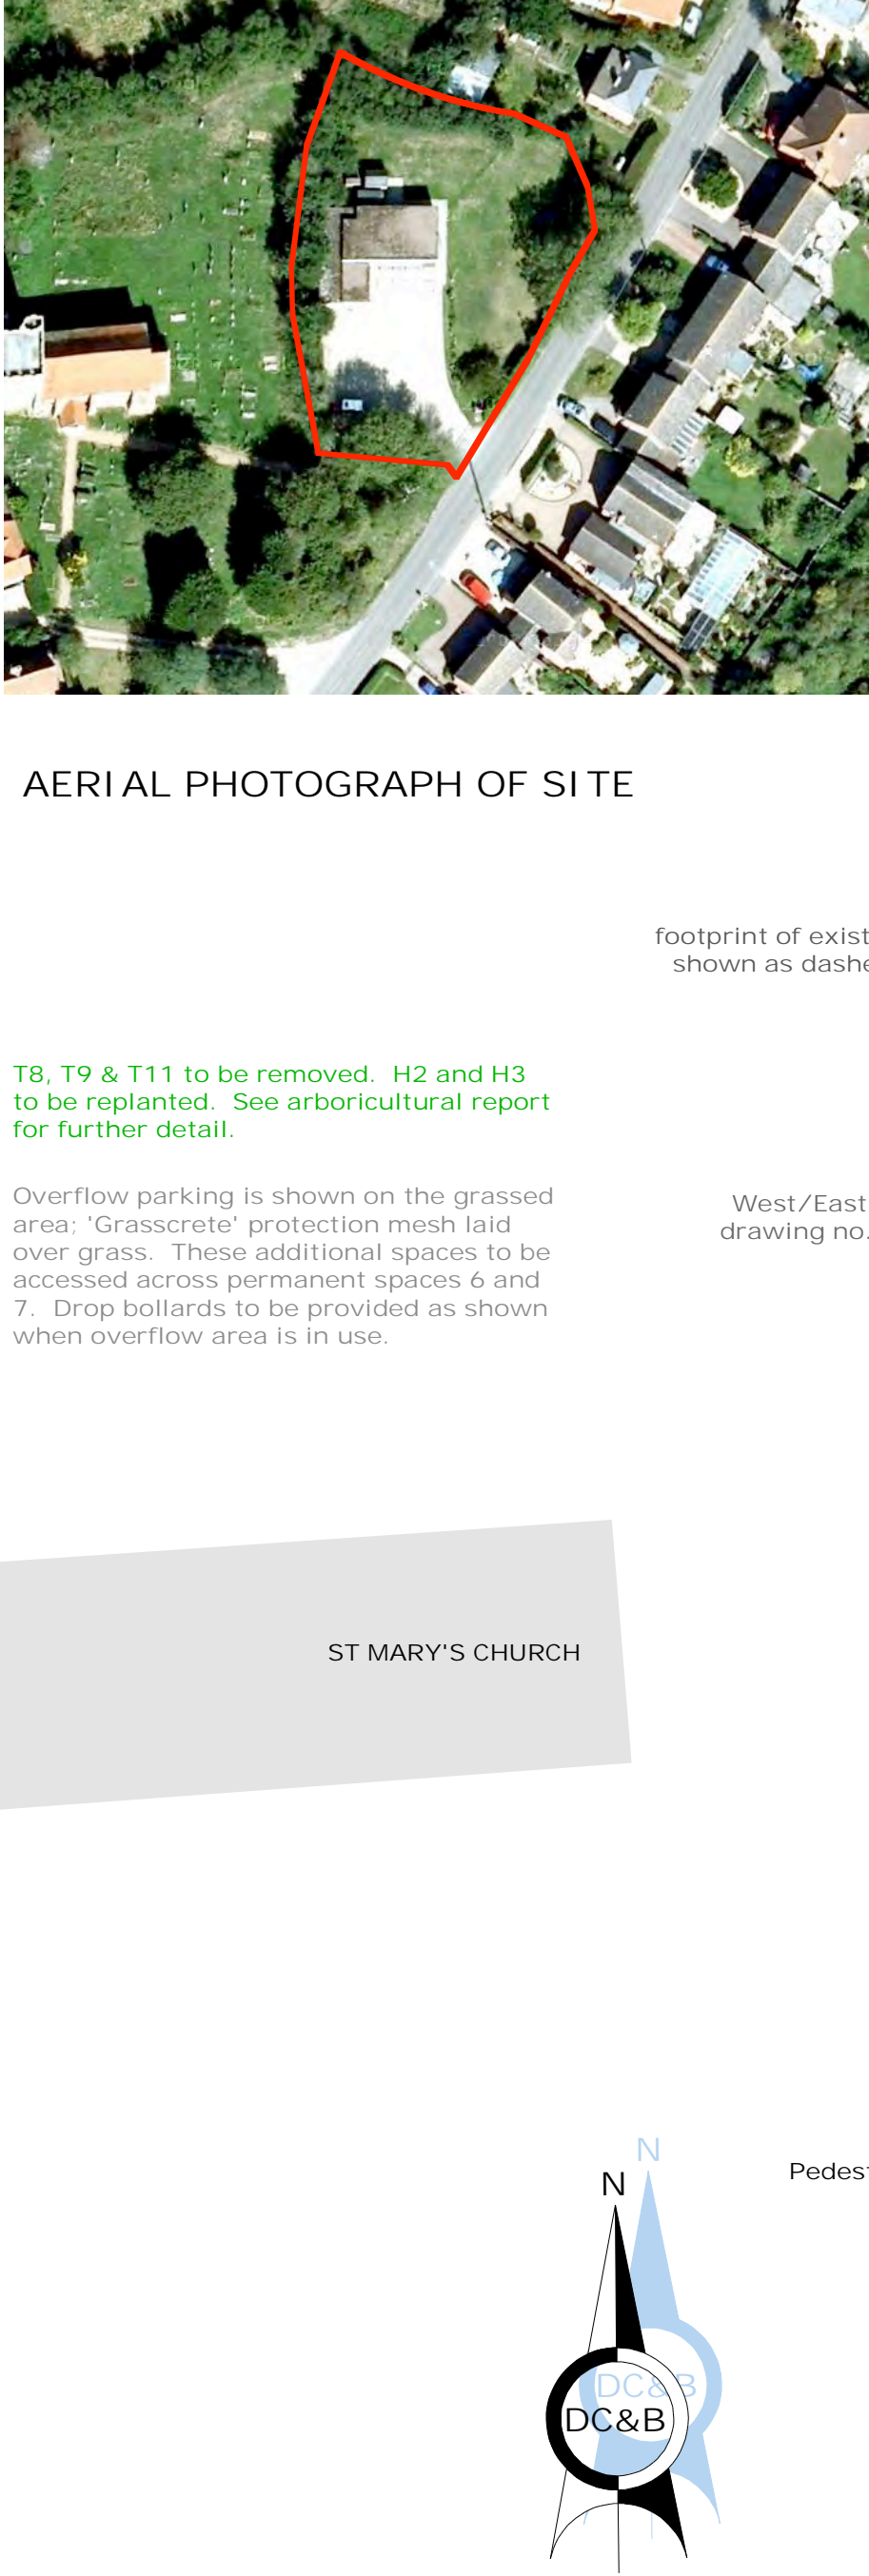 AERIAL PHOTOGRAPH OF SITE
footprint of exist
shown as dashe
T8, T9 & T11 to be removed. H2 and H3
to be replanted. See arboricultural report
for further detail.
Overflow parking is shown on the grassed
area; 'Grasscrete' protection mesh laid
over grass. These additional spaces to be
accessed across permanent spaces 6 and
7. Drop bollards to be provided as shown
when overflow area is in use.
West/East
drawing no.
ST MARY'S CHURCH
N
N
Pedest
DC&B
DC&B